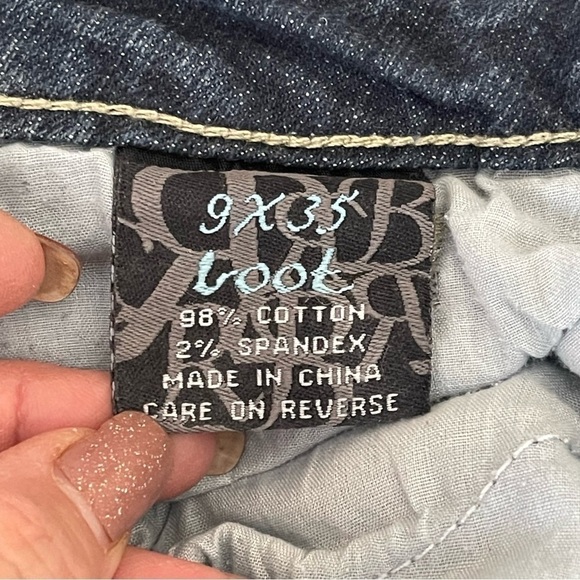 9X35
boot
98% COTTON
2% SPANDEX
MADE IN CHINA
CARE ON REVERSE